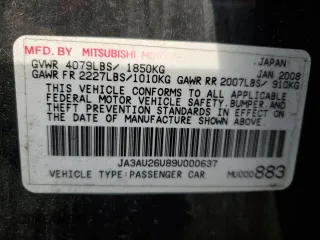 MFD. BY MITSUBISHI MOTORS
JAPAN
GVWR 4079LBS/ 1850KG
JAN 2008
GAWR FR 2227LBS/1010KG GAWR RR 2007LBS/ 910KG
THIS VEHICLE CONFORMS TO ALL APPLICABLE
FEDERAL MOTOR VEHICLE SAFETY, BUMPER, AND
THEFT PREVENTION STANDARDS IN EFFECT ON
THE DATE OF MANUFACTURE SHOWN ABOVE.
JA3AU26U89U000637
VEHICLE TYPE: PASSENGER CAR
MU000883